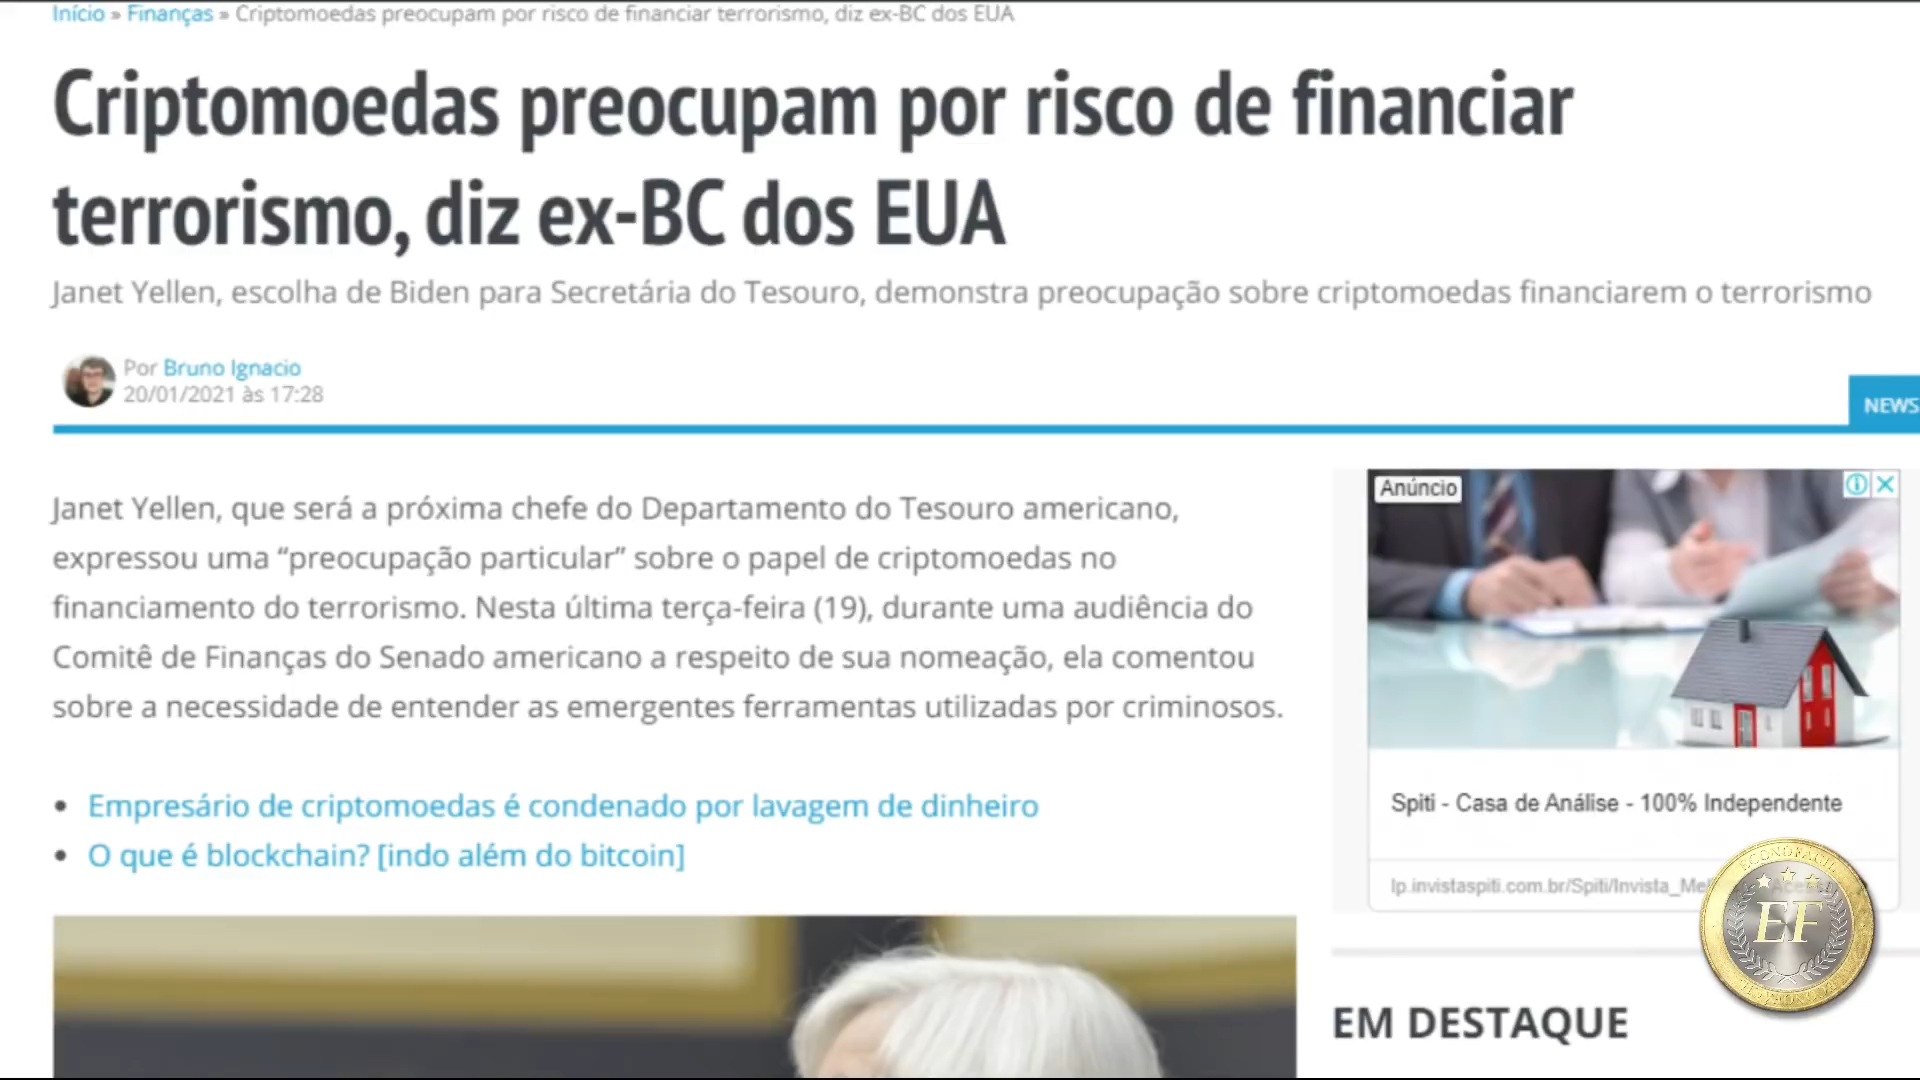 Início » Finanças » Criptomoedas preocupam por risco de financiar terrorismo, diz ex-BC dos EUA
Criptomoedas preocupam por risco de financiar
terrorismo, diz ex-BC dos EUA
Janet Yellen, escolha de Biden para Secretária do Tesouro, demonstra preocupação sobre criptomoedas financiarem o terrorismo
Por Bruno Ignacio
20/01/2021 às 17:28
NEWS
Janet Yellen, que será a próxima chefe do Departamento do Tesouro americano,
expressou uma “preocupação particular” sobre o papel de criptomoedas no
financiamento do terrorismo. Nesta última terça-feira (19), durante uma audiência do
Comitê de Finanças do Senado americano a respeito de sua nomeação, ela comentou
sobre a necessidade de entender as emergentes ferramentas utilizadas por criminosos.
• Empresário de criptomoedas é condenado por lavagem de dinheiro
• O que é blockchain? [indo além do bitcoin]
Anúncio
Spiti - Casa de Análise - 100% Independente
lp.invistaspiti.com.br/Spiti/Invista_Me
ECONOFÁCIL
EF
EM DESTAQUE